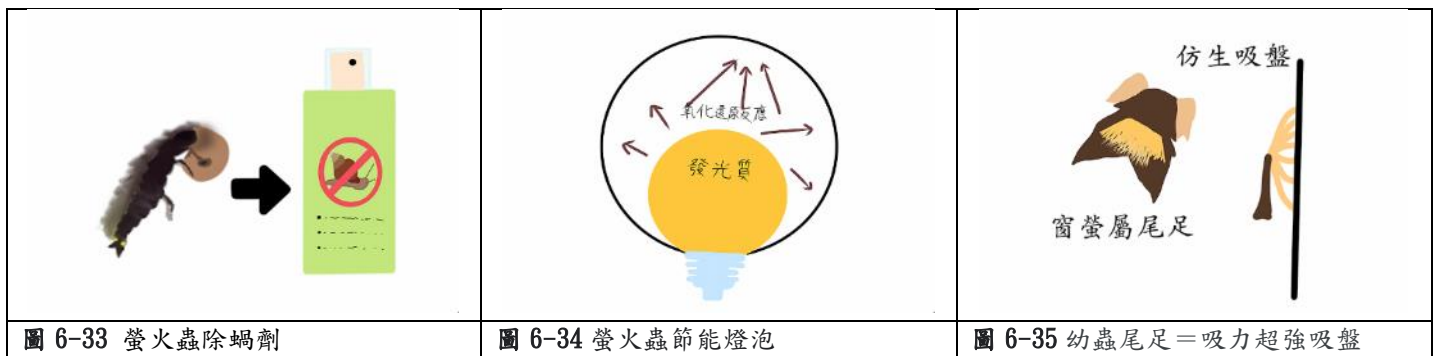 氧化還原反應
發光質
仿生吸盤
窗螢屬尾足
圖 6-33 螢火蟲除蝸劑
圖 6-34 螢火蟲節能燈泡
圖 6-35 幼蟲尾足＝吸力超強吸盤